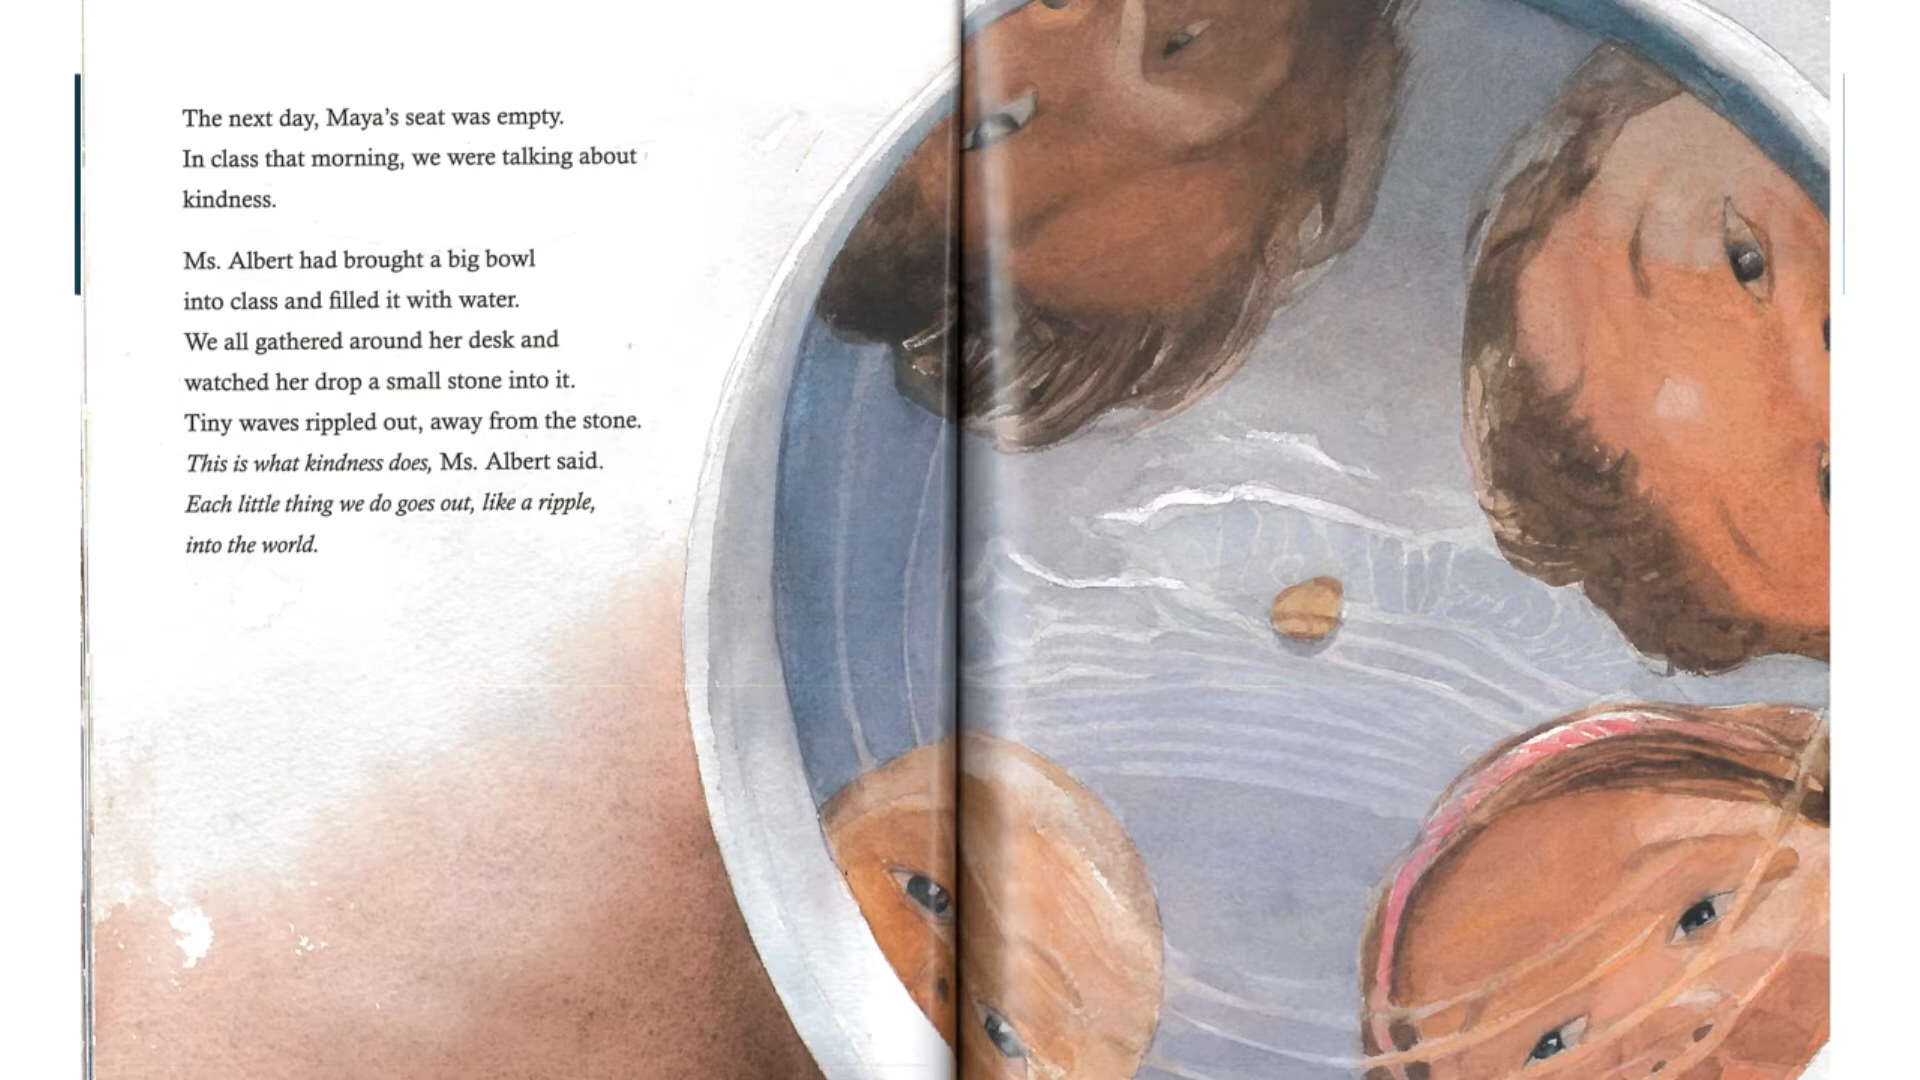 The next day, Maya's seat was empty.
In class that morning, we were talking about
kindness.
Ms. Albert had brought a big bowl
into class and filled it with water.
We all gathered around her desk and
watched her drop a small stone into it.
Tiny waves rippled out, away from the stone.
This is what kindness does, Ms. Albert said.
Each little thing we do goes out, like a ripple,
into the world.